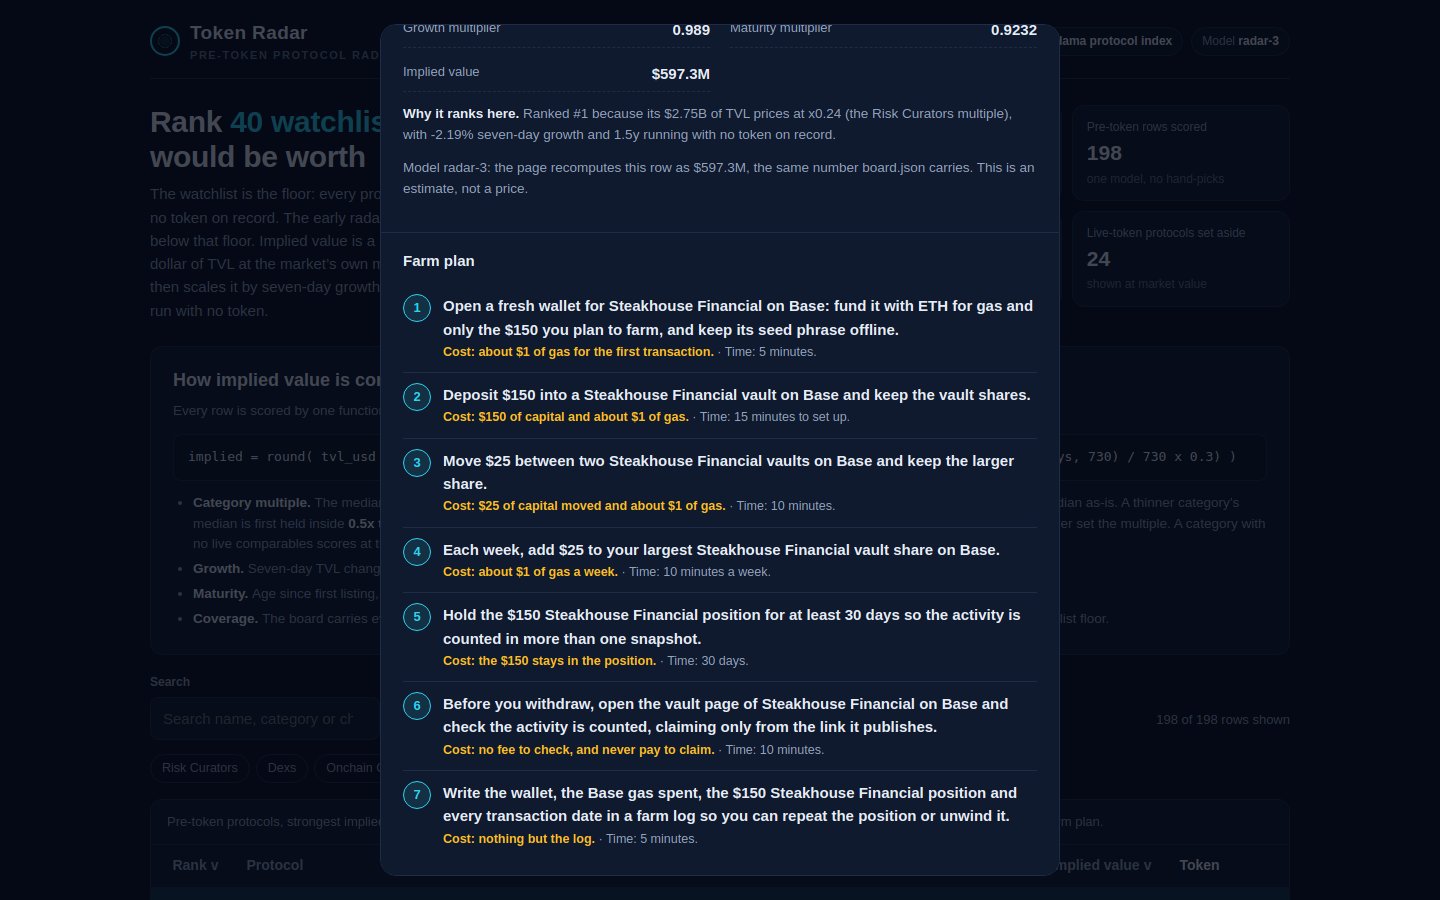 Token Radar
PRE-TOKEN PROTOCOL RAD
lama protocol index
Model radar-3
Rank 40 watchlis
would be worth
The watchlist is the floor: every pro
no token on record. The early rada
below that floor. Implied value is a
dollar of TVL at the market's own m
then scales it by seven-day growth
run with no token.
Pre-token rows scored
198
one model, no hand-picks
Live-token protocols set aside
24
shown at market value
How implied value is con
Every row is scored by one function
implied = round( tvl_usd
ys, 730) / 730 x 0.3) )
Category multiple. The median
dian as-is. A thinner category's
median is first held inside 0.5x t
er set the multiple. A category with
no live comparables scores at t
Growth. Seven-day TVL chang
Maturity. Age since first listing,
Coverage. The board carries e
list floor.
Search
Search name, category or ch
198 of 198 rows shown
Risk Curators
Dexs
Onchain C
Pre-token protocols, strongest implied
rm plan.
Rank v
Protocol
mplied value v
Token
Growth multiplier
0.989
Maturity multiplier
0.9232
Implied value
$597.3M
Why it ranks here. Ranked #1 because its $2.75B of TVL prices at x0.24 (the Risk Curators multiple),
with -2.19% seven-day growth and 1.5y running with no token on record.
Model radar-3: the page recomputes this row as $597.3M, the same number board.json carries. This is an
estimate, not a price.
Farm plan
1
Open a fresh wallet for Steakhouse Financial on Base: fund it with ETH for gas and
only the $150 you plan to farm, and keep its seed phrase offline.
Cost: about $1 of gas for the first transaction. · Time: 5 minutes.
2
Deposit $150 into a Steakhouse Financial vault on Base and keep the vault shares.
Cost: $150 of capital and about $1 of gas. · Time: 15 minutes to set up.
3
Move $25 between two Steakhouse Financial vaults on Base and keep the larger
share.
Cost: $25 of capital moved and about $1 of gas. · Time: 10 minutes.
4
Each week, add $25 to your largest Steakhouse Financial vault share on Base.
Cost: about $1 of gas a week. · Time: 10 minutes a week.
5
Hold the $150 Steakhouse Financial position for at least 30 days so the activity is
counted in more than one snapshot.
Cost: the $150 stays in the position. · Time: 30 days.
6
Before you withdraw, open the vault page of Steakhouse Financial on Base and
check the activity is counted, claiming only from the link it publishes.
Cost: no fee to check, and never pay to claim. · Time: 10 minutes.
7
Write the wallet, the Base gas spent, the $150 Steakhouse Financial position and
every transaction date in a farm log so you can repeat the position or unwind it.
Cost: nothing but the log. · Time: 5 minutes.